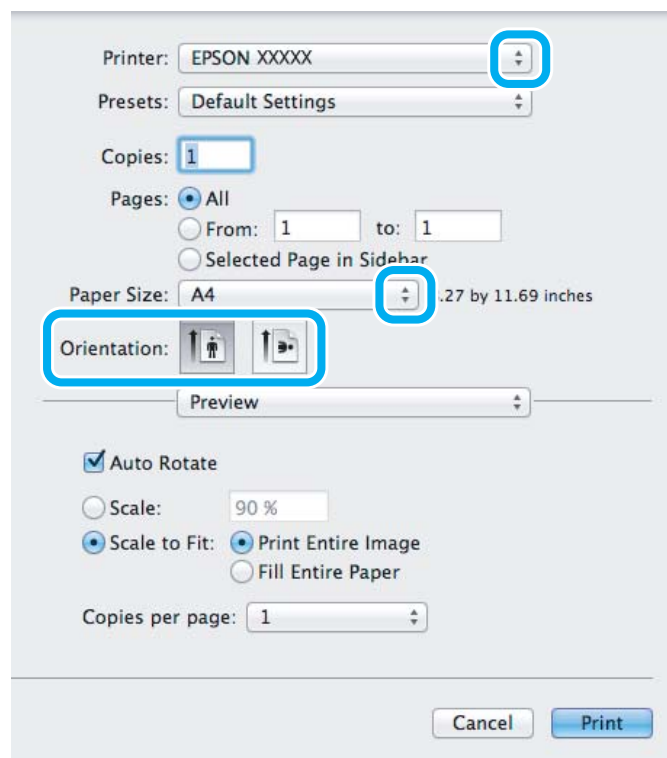 Printer: EPSON XXXXX
Presets: Default Settings
Copies: 1
Pages: All
From: 1 to: 1
Selected Page in Sidebar
Paper Size: A4 .27 by 11.69 inches
Orientation:
Preview
Auto Rotate
Scale: 90 %
Scale to Fit: Print Entire Image
Fill Entire Paper
Copies per page: 1
Cancel Print